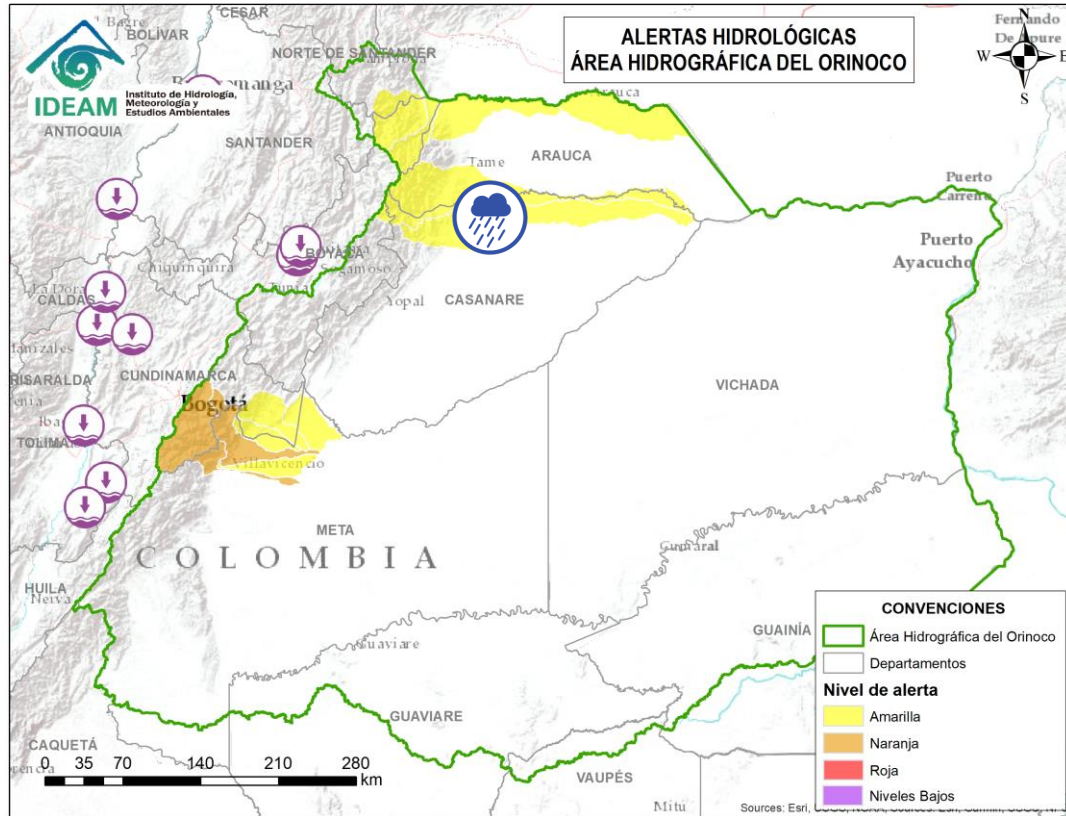 ALERTAS HIDROLÓGICAS
ÁREA HIDROGRÁFICA DEL ORINOCO
IDEAM
Instituto de Hidrología,
Meteorología y
Estudios Ambientales
N
W
E
S
CESAR
BOLÍVAR
NORTE DE SANTANDER
Fernando
De Apure
ANTIOQUIA
SANTANDER
Arauca
ARAUCA
Tame
Puerto
Carreño
Puerto
Ayacucho
BOYACÁ
Sogamoso
Chiquinquirá
Tunja
La Dorada
CALDAS
Yopal
CASANARE
VICHADA
RISARALDA
CUNDINAMARCA
Bogotá
TOLIMA
Villavicencio
META
COLOMBIA
Cumaral
HUILA
Neiva
Guaviare
GUAINÍA
GUAVIARE
CAQUETÁ
VAUPÉS
Mitú
0 35 70 140 210 280
km
CONVENCIONES
Área Hidrográfica del Orinoco
Departamentos
Nivel de alerta
Amarilla
Naranja
Roja
Niveles Bajos
Sources: Esri,